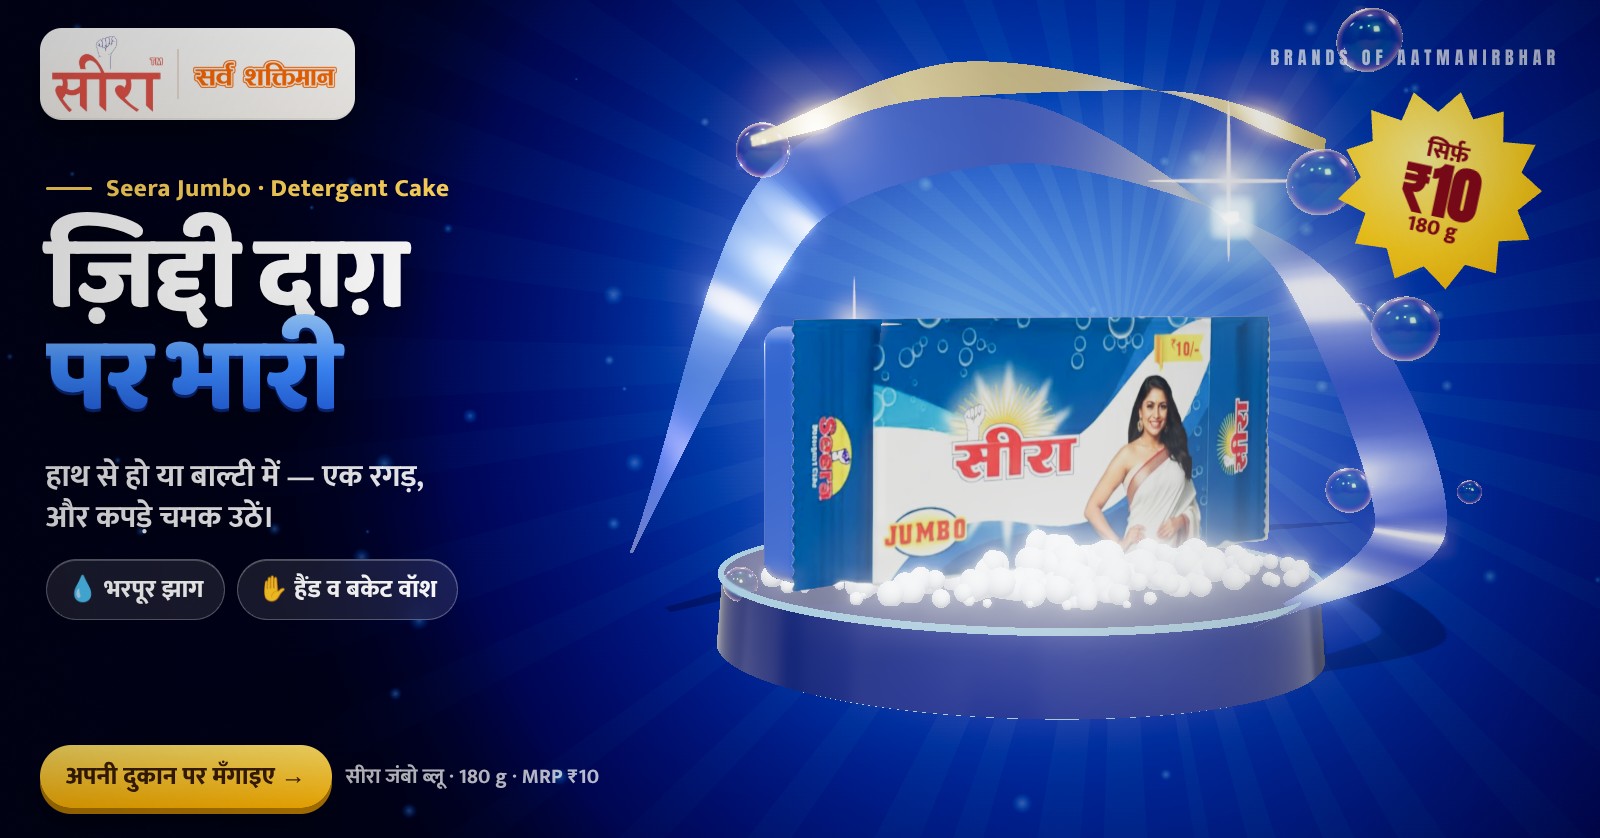 सीरा TM
सर्व शक्तिमान
BRANDS OF AATMANIRBHAR
Seera Jumbo · Detergent Cake
ज़िद्दी दाग़
पर भारी
हाथ से हो या बाल्टी में — एक रगड़,
और कपड़े चमक उठें।
💧 भरपूर झाग
✋ हैंड व बकेट वॉश
अपनी दुकान पर मँगाइए →
सीरा जंबो ब्लू · 180 g · MRP ₹10
सिर्फ़
₹10
180 g
₹10/-
सीरा
JUMBO
Seera
सीरा